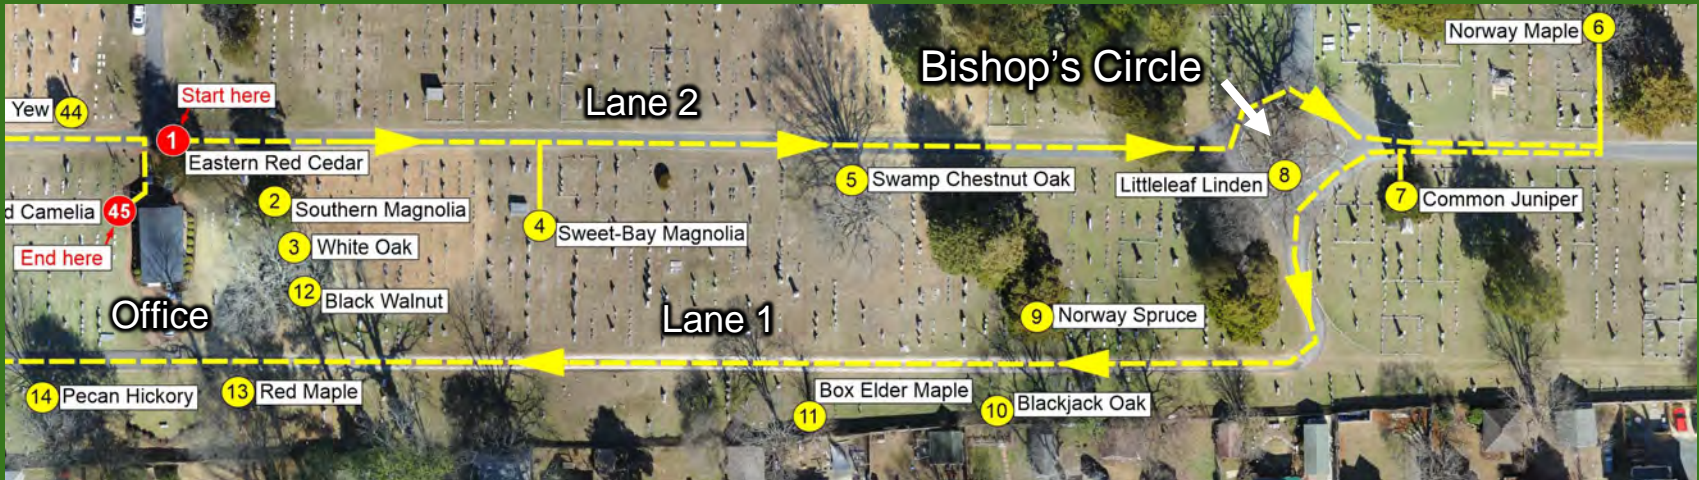 Norway Maple 6
Bishop's Circle
Start here
Lane 2
Yew 44
1
Eastern Red Cedar
5 Swamp Chestnut Oak
Littleleaf Linden 8
7 Common Juniper
2 Southern Magnolia
d Camelia 45
4 Sweet-Bay Magnolia
3 White Oak
End here
12 Black Walnut
Office
Lane 1
9 Norway Spruce
14 Pecan Hickory
13 Red Maple
Box Elder Maple
11
10 Blackjack Oak